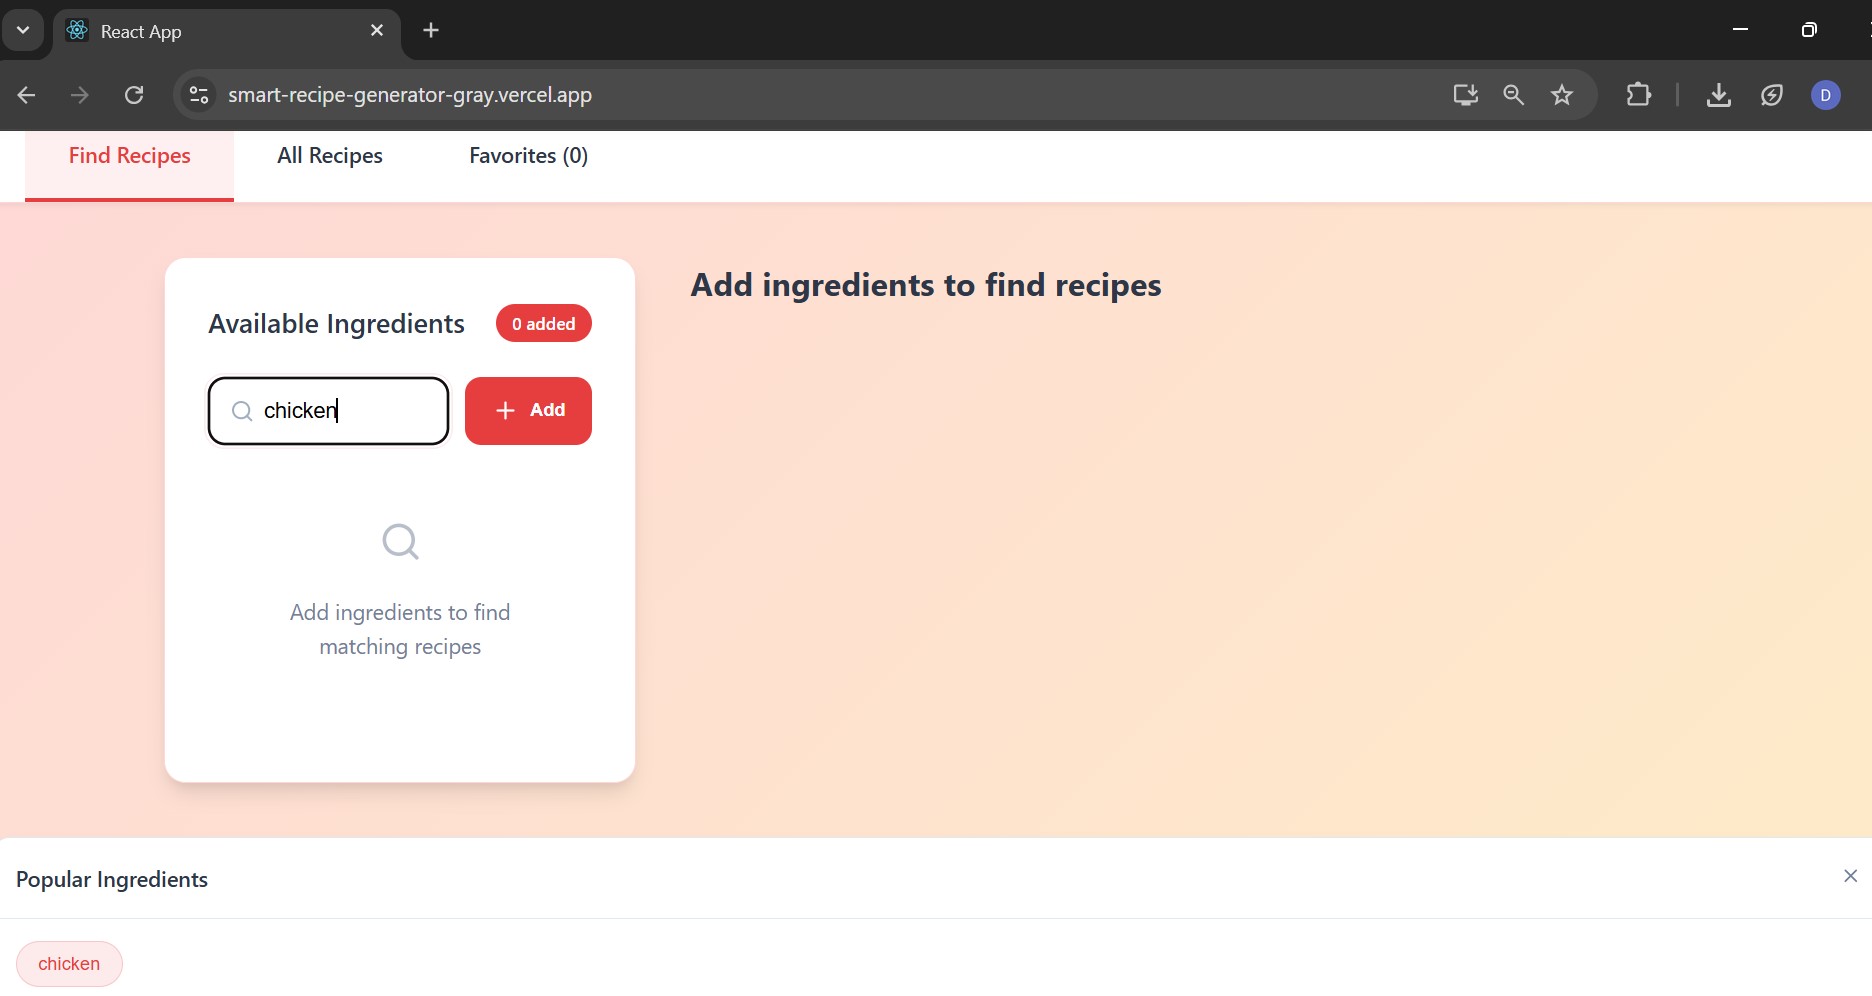 React App
smart-recipe-generator-gray.vercel.app
D
Find Recipes
All Recipes
Favorites (0)
Available Ingredients
0 added
Add ingredients to find recipes
chicken
Add
Add ingredients to find
matching recipes
Popular Ingredients
chicken